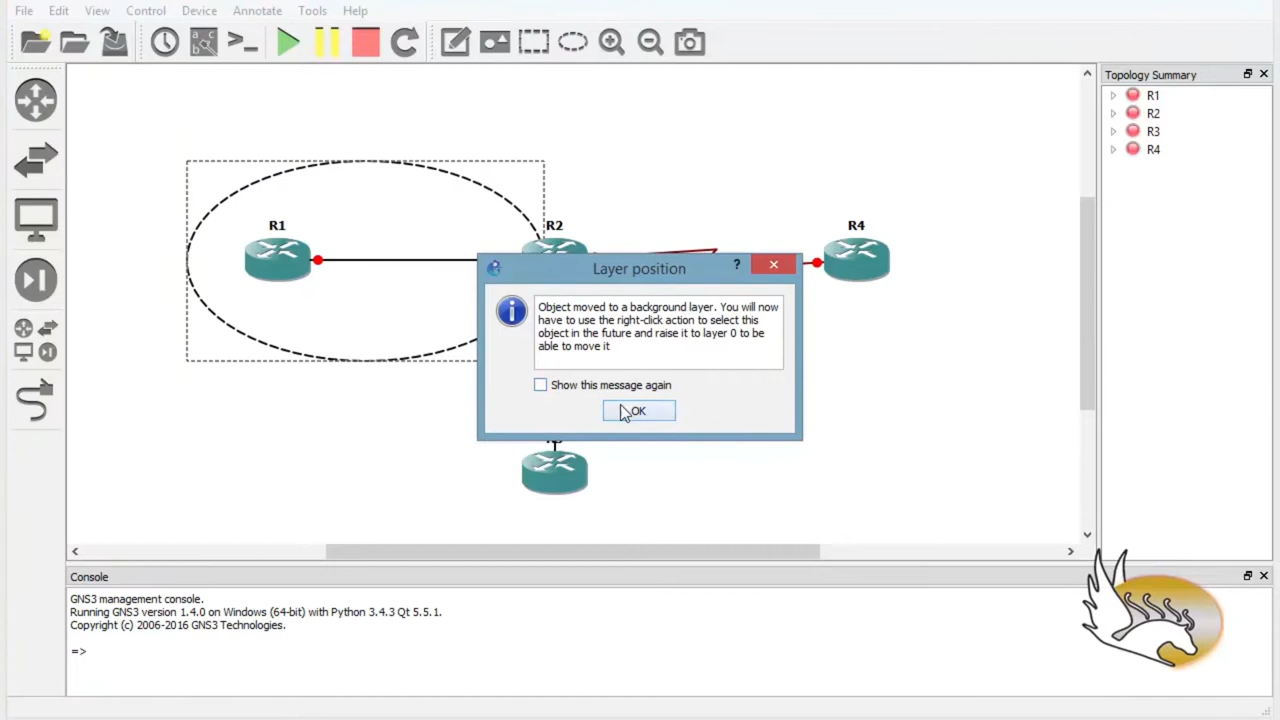 File Edit View Control Device Annotate Tools Help
Topology Summary
R1
R2
R3
R4
R1
R2
R4
Layer position
?
Object moved to a background layer. You will now
have to use the right-click action to select this
object in the future and raise it to layer 0 to be
able to move it
Show this message again
OK
Console
GNS3 management console.
Running GNS3 version 1.4.0 on Windows (64-bit) with Python 3.4.3 Qt 5.5.1.
Copyright (c) 2006-2016 GNS3 Technologies.
=>